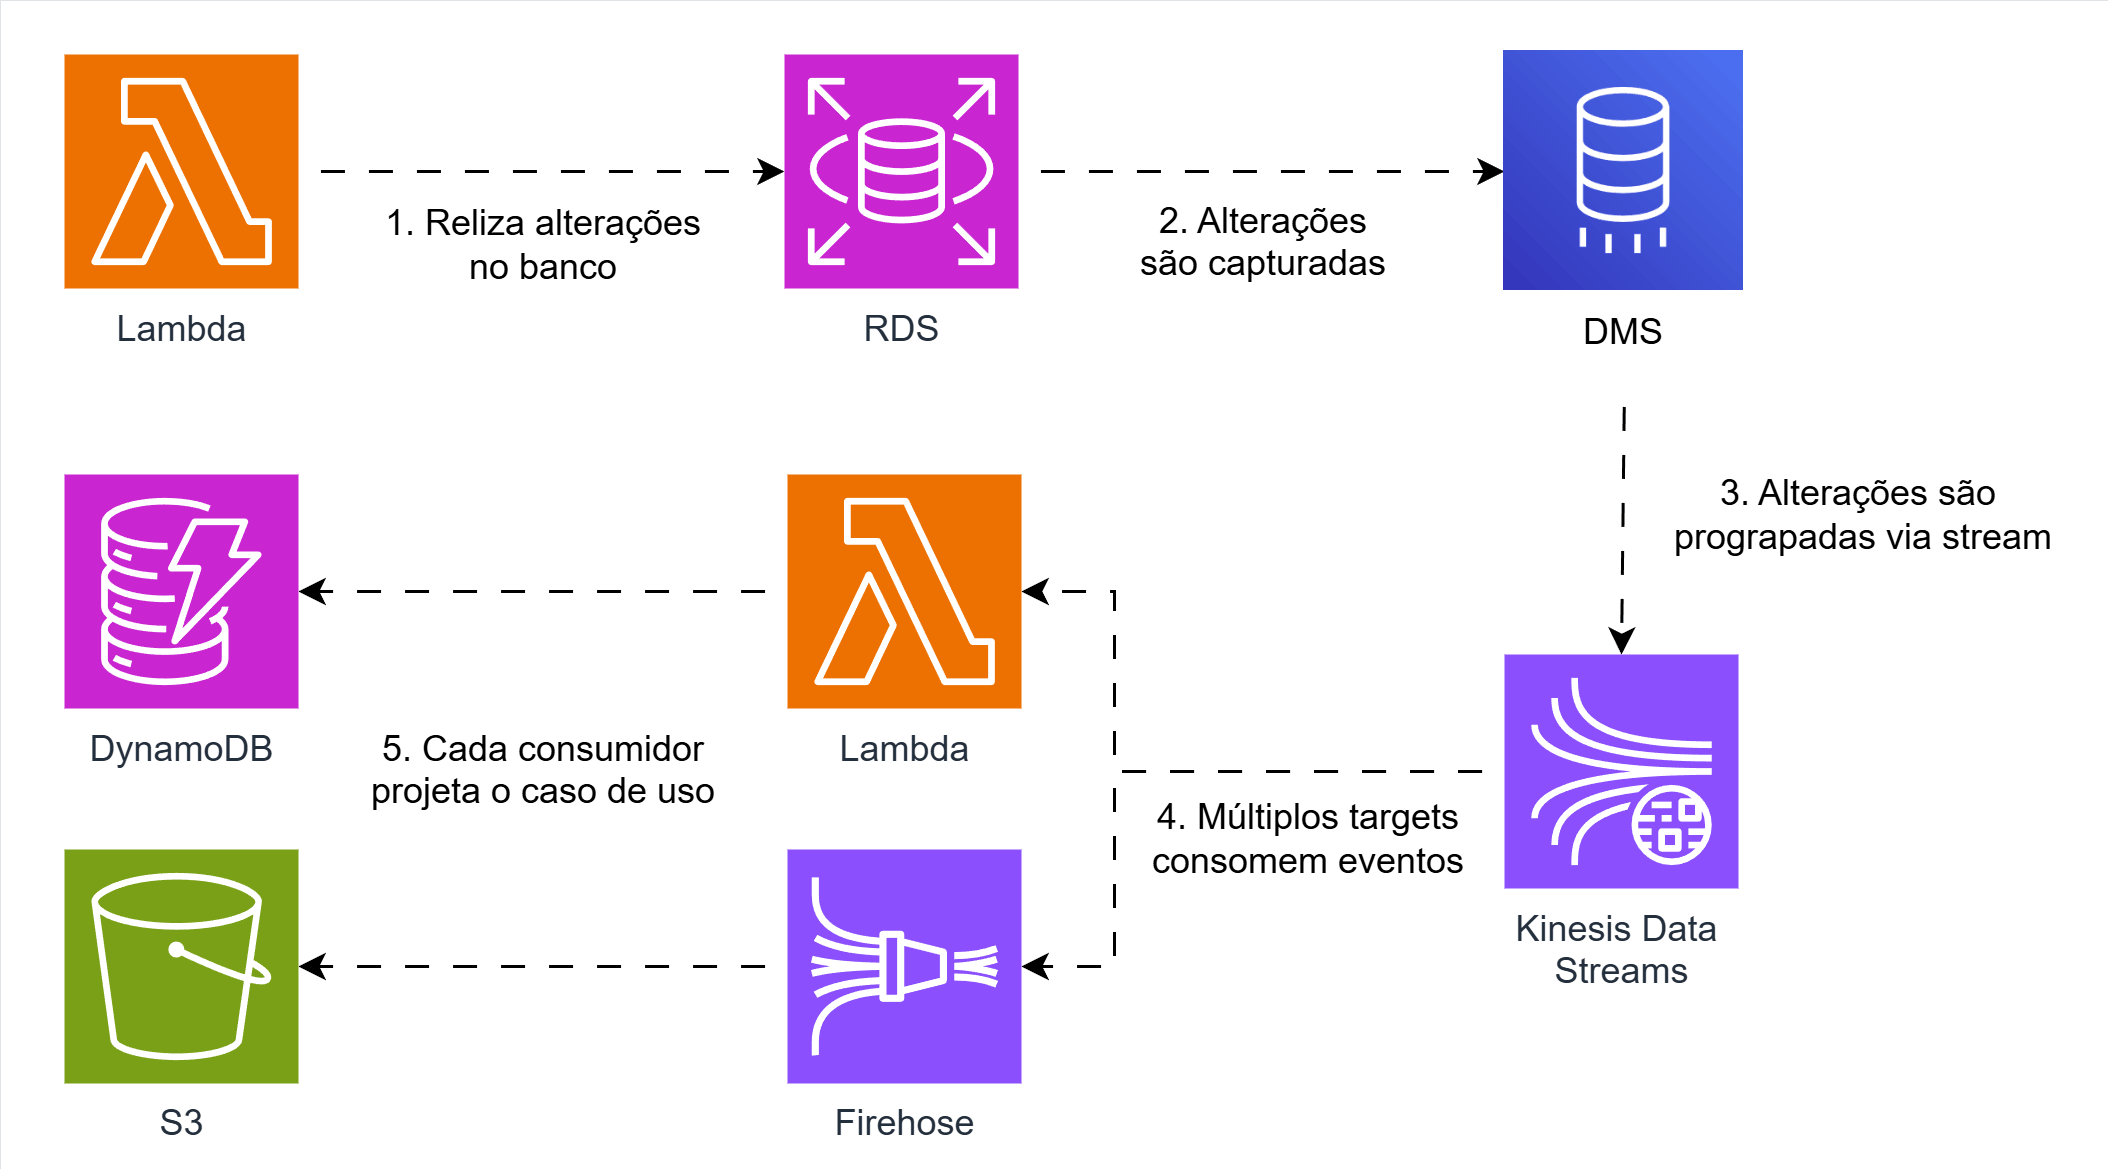 1. Reliza alterações
no banco
2. Alterações
são capturadas
Lambda
RDS
DMS
3. Alterações são
prograpadas via stream
DynamoDB
5. Cada consumidor
projeta o caso de uso
Lambda
4. Múltiplos targets
consomem eventos
Kinesis Data
Streams
S3
Firehose